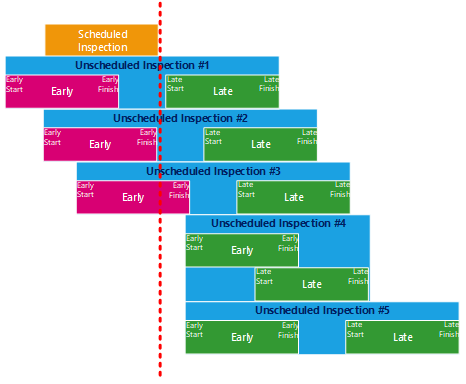 Scheduled
Inspection
Unscheduled Inspection #1
Early Start Early Early Finish Late Start Late Late Finish
Unscheduled Inspection #2
Early Start Early Early Finish Late Start Late Late Finish
Unscheduled Inspection #3
Early Start Early Early Finish Late Start Late Late Finish
Unscheduled Inspection #4
Early Start Early Early Finish
Late Start Late Late Finish
Unscheduled Inspection #5
Early Start Early Early Finish Late Start Late Late Finish